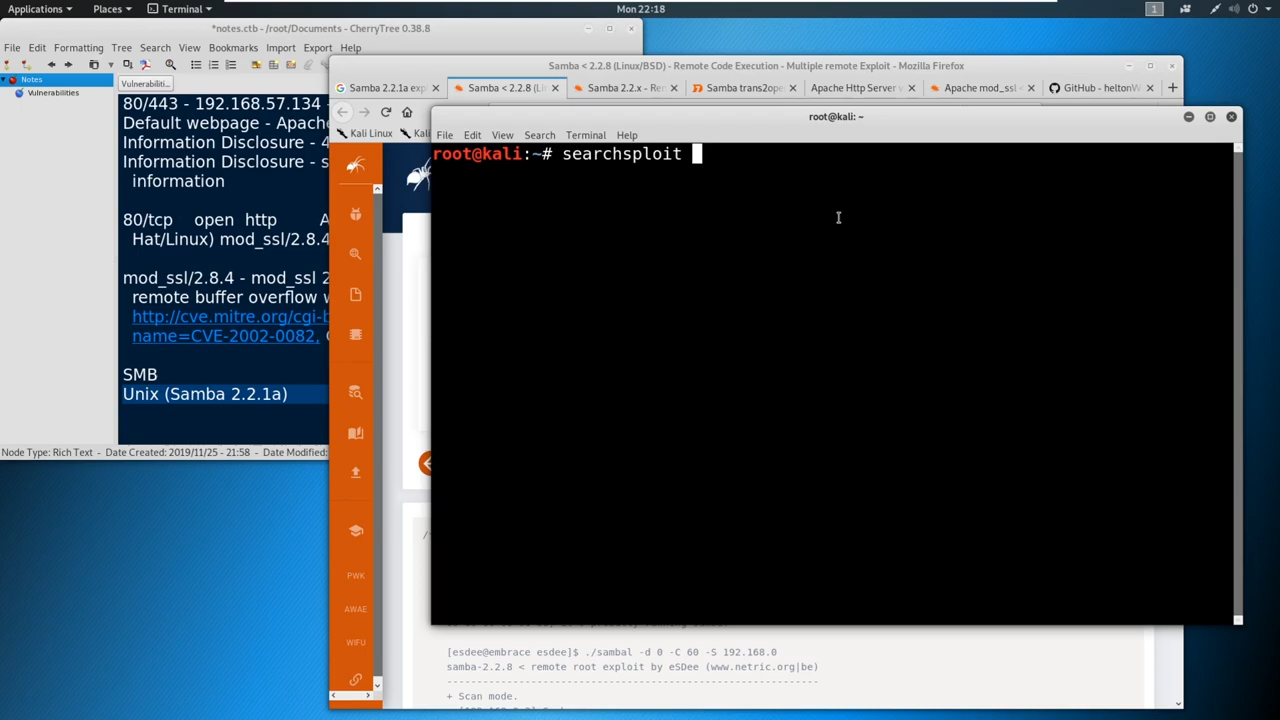 Applications ▾ Places ▾ Terminal ▾
Mon 22:18
1
*notes.ctb - /root/Documents - CherryTree 0.38.8
File Edit Formatting Tree Search View Bookmarks Import Export Help
Notes
Vulnerabilities
Vulnerabiliti...
80/443 - 192.168.57.134 -
Default webpage - Apache
Information Disclosure - 4
Information Disclosure - s
information
80/tcp open http A
Hat/Linux) mod_ssl/2.8.4
mod_ssl/2.8.4 - mod_ssl 2
remote buffer overflow v
http://cve.mitre.org/cgi-b
name=CVE-2002-0082,
SMB
Unix (Samba 2.2.1a)
Node Type: Rich Text - Date Created: 2019/11/25 - 21:58 - Date Modified:
Samba < 2.2.8 (Linux/BSD) - Remote Code Execution - Multiple remote Exploit - Mozilla Firefox
Samba 2.2.1a exp
Samba < 2.2.8 (Lin
Samba 2.2.x - Rem
Samba trans2ope
Apache Http Server v
Apache mod_ssl <
GitHub - heltonW
Kali Linux
Kali
PWK
AWAE
WIFU
root@kali: ~
File Edit View Search Terminal Help
root@kali:~# searchsploit
[esdee@embrace esdee]$ ./sambal -d 0 -C 60 -S 192.168.0
samba-2.2.8 < remote root exploit by eSDee (www.netric.org|be)
--------------------------------------------------------------
+ Scan mode.